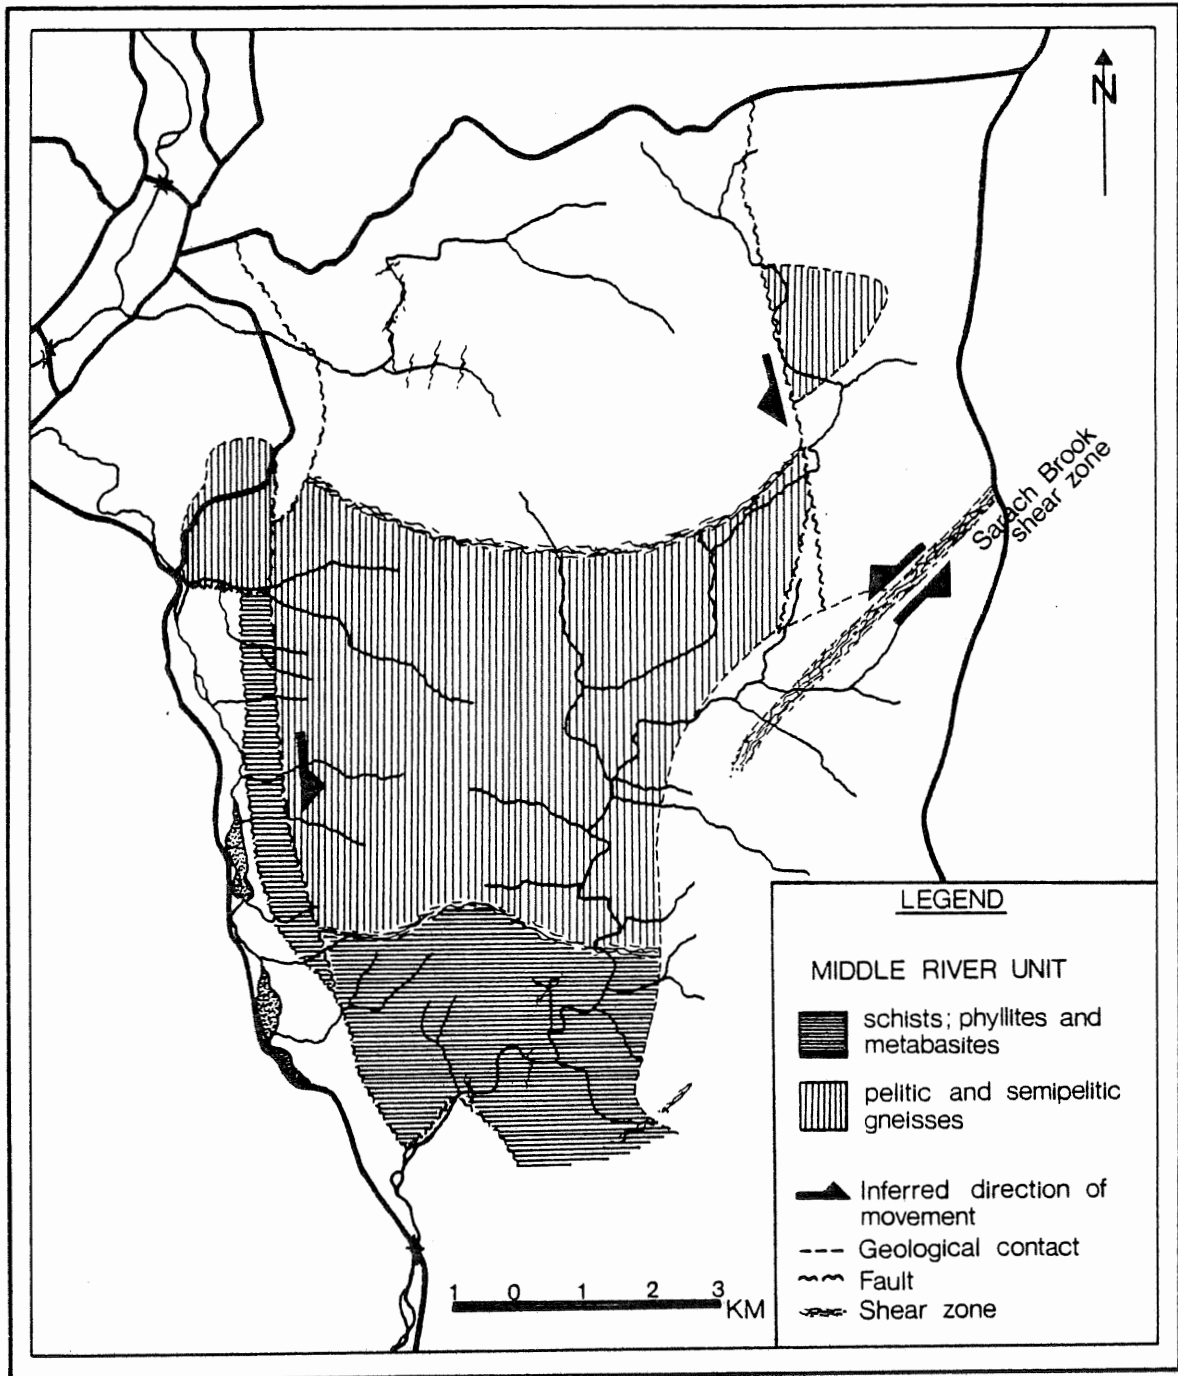 N
Sarach Brook
shear zone
LEGEND
MIDDLE RIVER UNIT
schists; phyllites and
metabasites
pelitic and semipelitic
gneisses
Inferred direction of
movement
Geological contact
Fault
Shear zone
1 0 1 2 3
KM